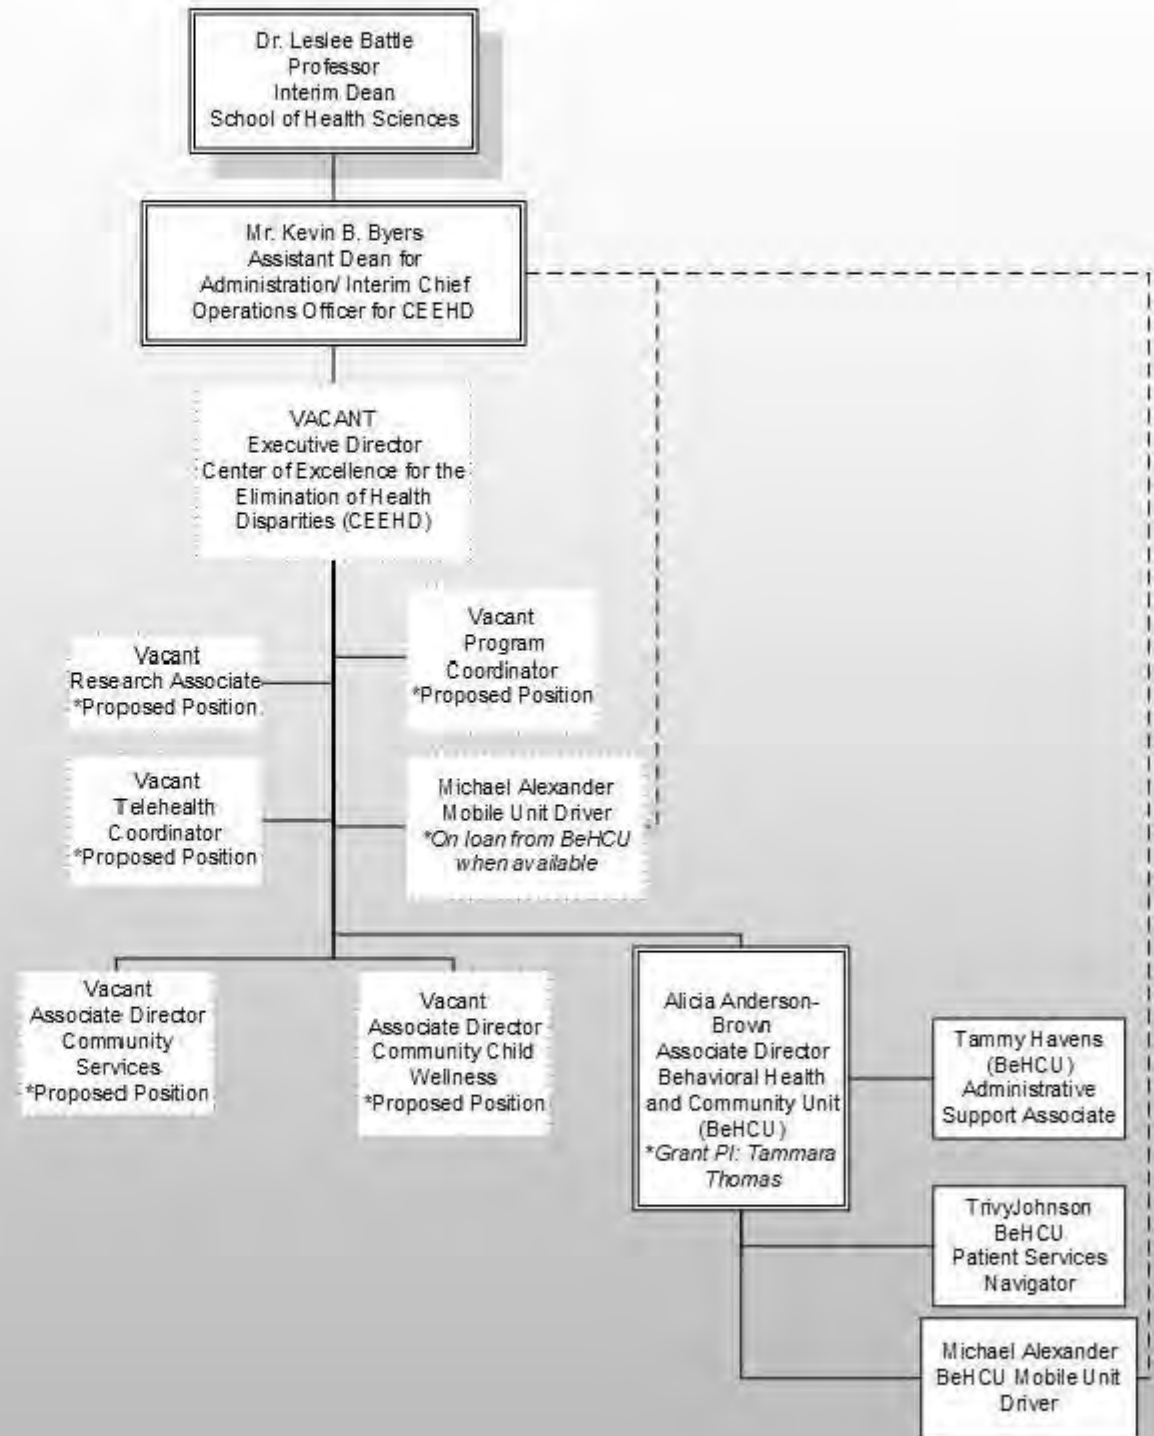 Dr. Leslee Battle
Professor
Interim Dean
School of Health Sciences
Mr. Kevin B. Byers
Assistant Dean for
Administration/ Interim Chief
Operations Officer for CEEHD
VACANT
Executive Director
Center of Excellence for the
Elimination of Health
Disparities (CEEHD)
Vacant
Program
Coordinator
*Proposed Position
Vacant
Research Associate
*Proposed Position
Vacant
Telehealth
Coordinator
*Proposed Position
Michael Alexander
Mobile Unit Driver
*On loan from BeHCU
when available
Vacant
Associate Director
Community
Services
*Proposed Position
Vacant
Associate Director
Community Child
Wellness
*Proposed Position
Alicia Anderson-
Brown
Associate Director
Behavioral Health
and Community Unit
(BeHCU)
*Grant PI: Tammara
Thomas
Tammy Havens
(BeHCU)
Administrative
Support Associate
TrivyJohnson
BeHCU
Patient Services
Navigator
Michael Alexander
BeHCU Mobile Unit
Driver